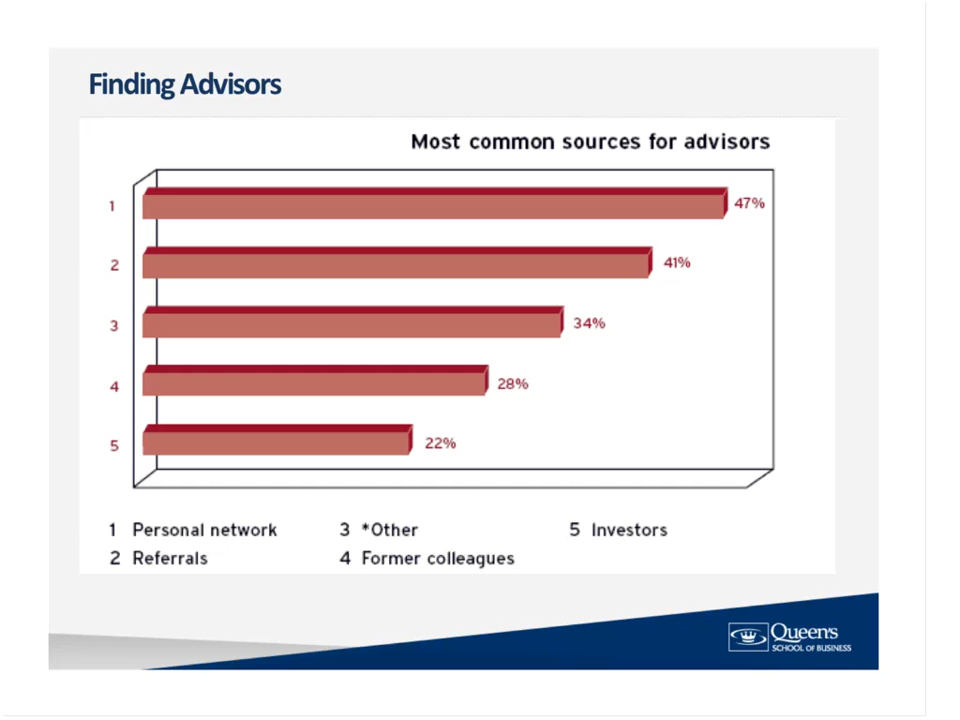 Finding Advisors
Most common sources for advisors
1 47%
2 41%
3 34%
4 28%
5 22%
1 Personal network 3 *Other 5 Investors
2 Referrals 4 Former colleagues
Queen's
SCHOOL OF BUSINESS